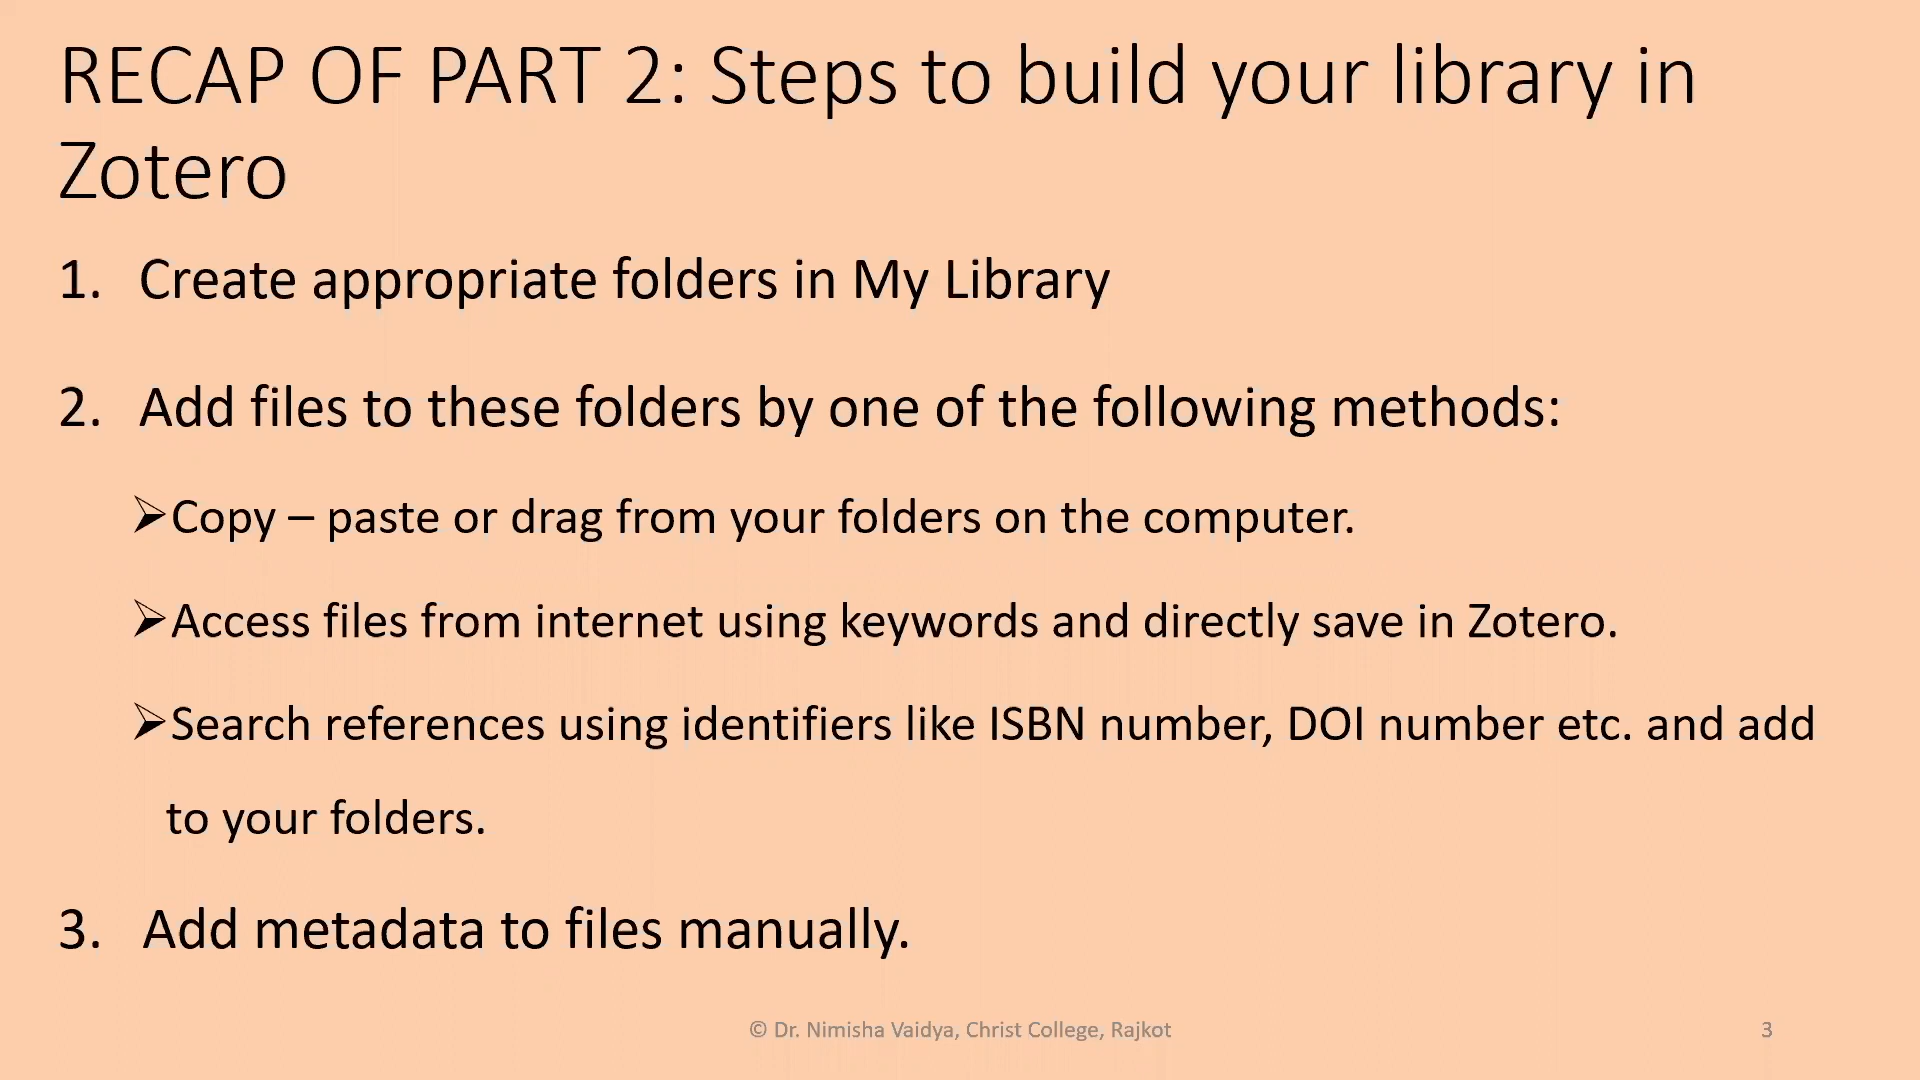 RECAP OF PART 2: Steps to build your library in
Zotero
1. Create appropriate folders in My Library
2. Add files to these folders by one of the following methods:
➢Copy – paste or drag from your folders on the computer.
➢Access files from internet using keywords and directly save in Zotero.
➢Search references using identifiers like ISBN number, DOI number etc. and add
to your folders.
3. Add metadata to files manually.
© Dr. Nimisha Vaidya, Christ College, Rajkot
3